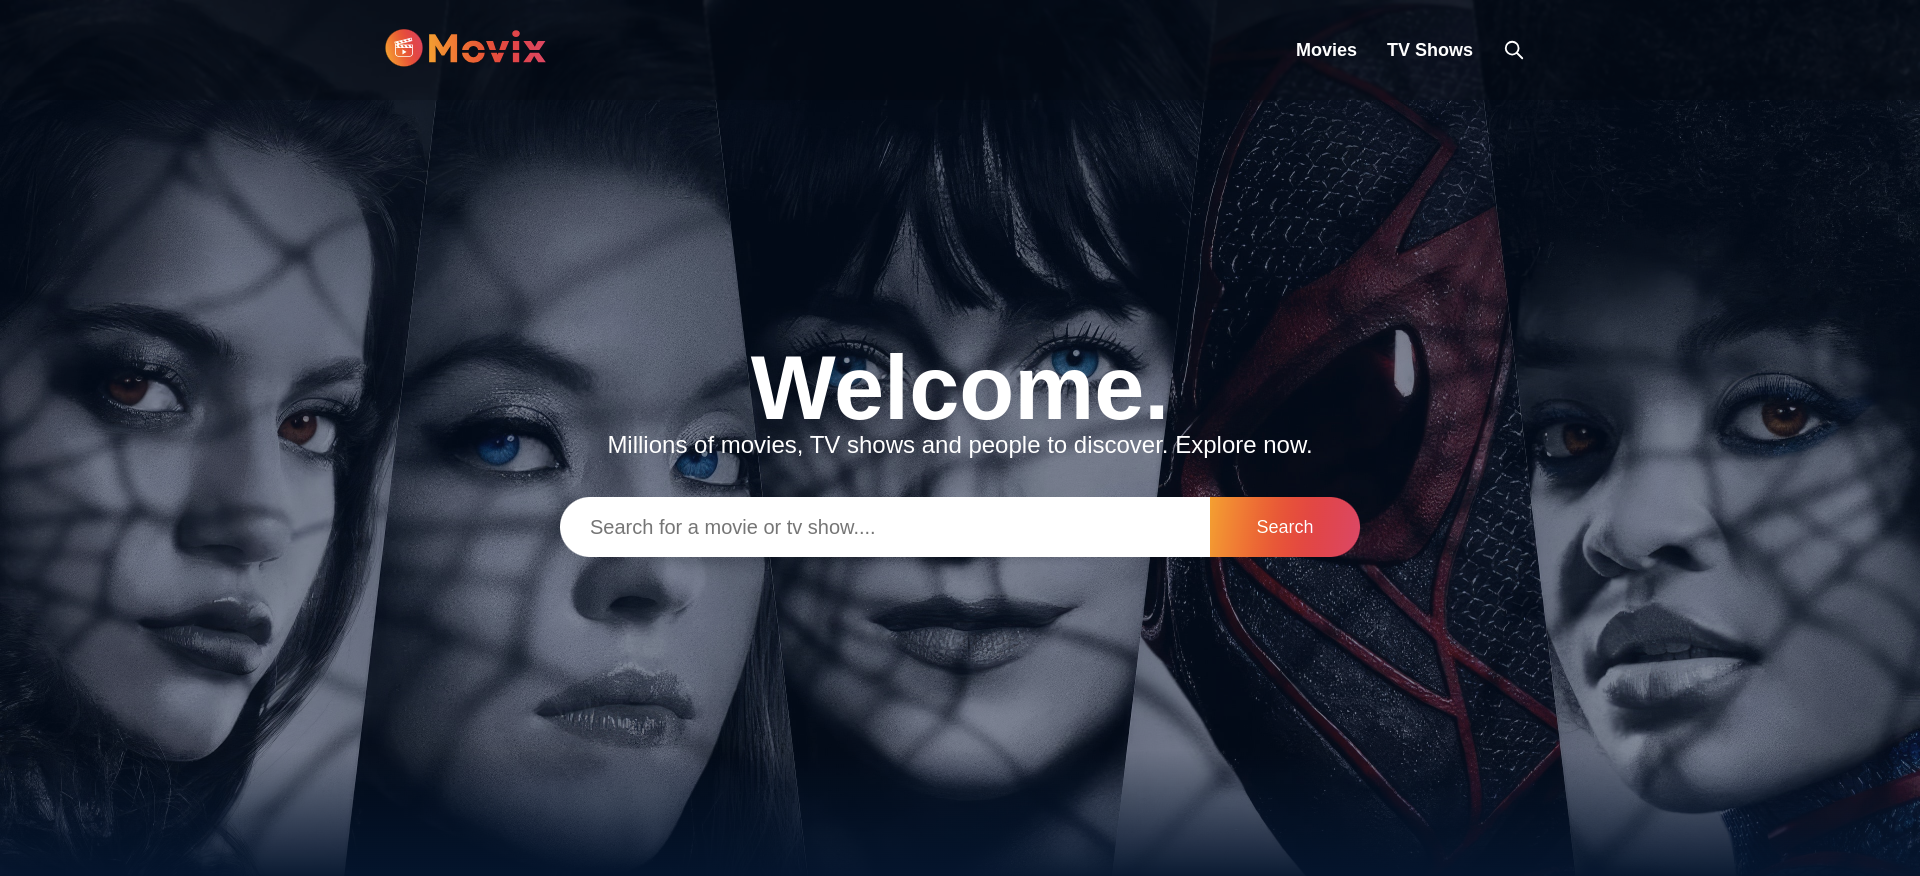 Movix
Movies
TV Shows
Welcome.
Millions of movies, TV shows and people to discover. Explore now.
Search for a movie or tv show....
Search